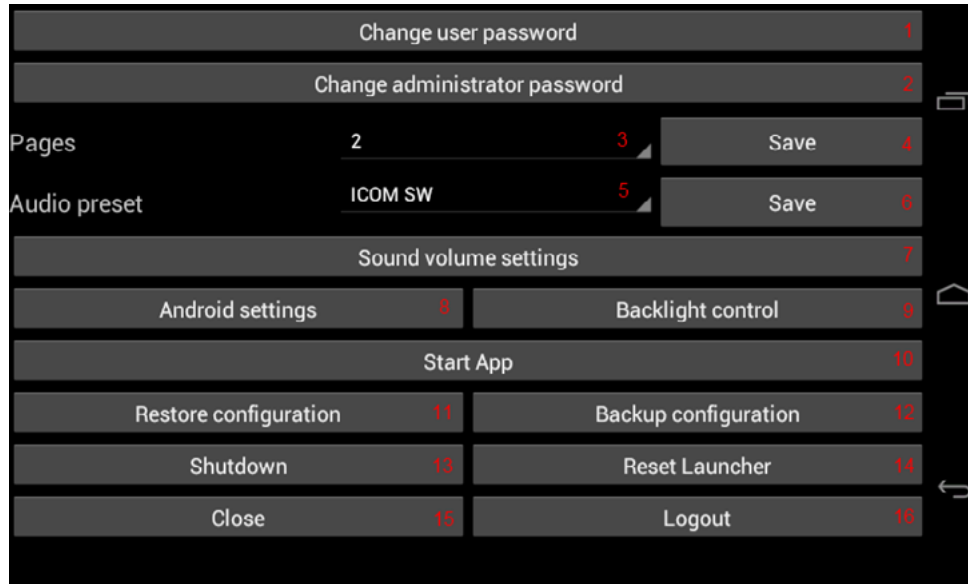 Change user password 1
Change administrator password 2
Pages 2 3 Save 4
Audio preset ICOM SW 5 Save 6
Sound volume settings 7
Android settings 8 Backlight control 9
Start App 10
Restore configuration 11 Backup configuration 12
Shutdown 13 Reset Launcher 14
Close 15 Logout 16